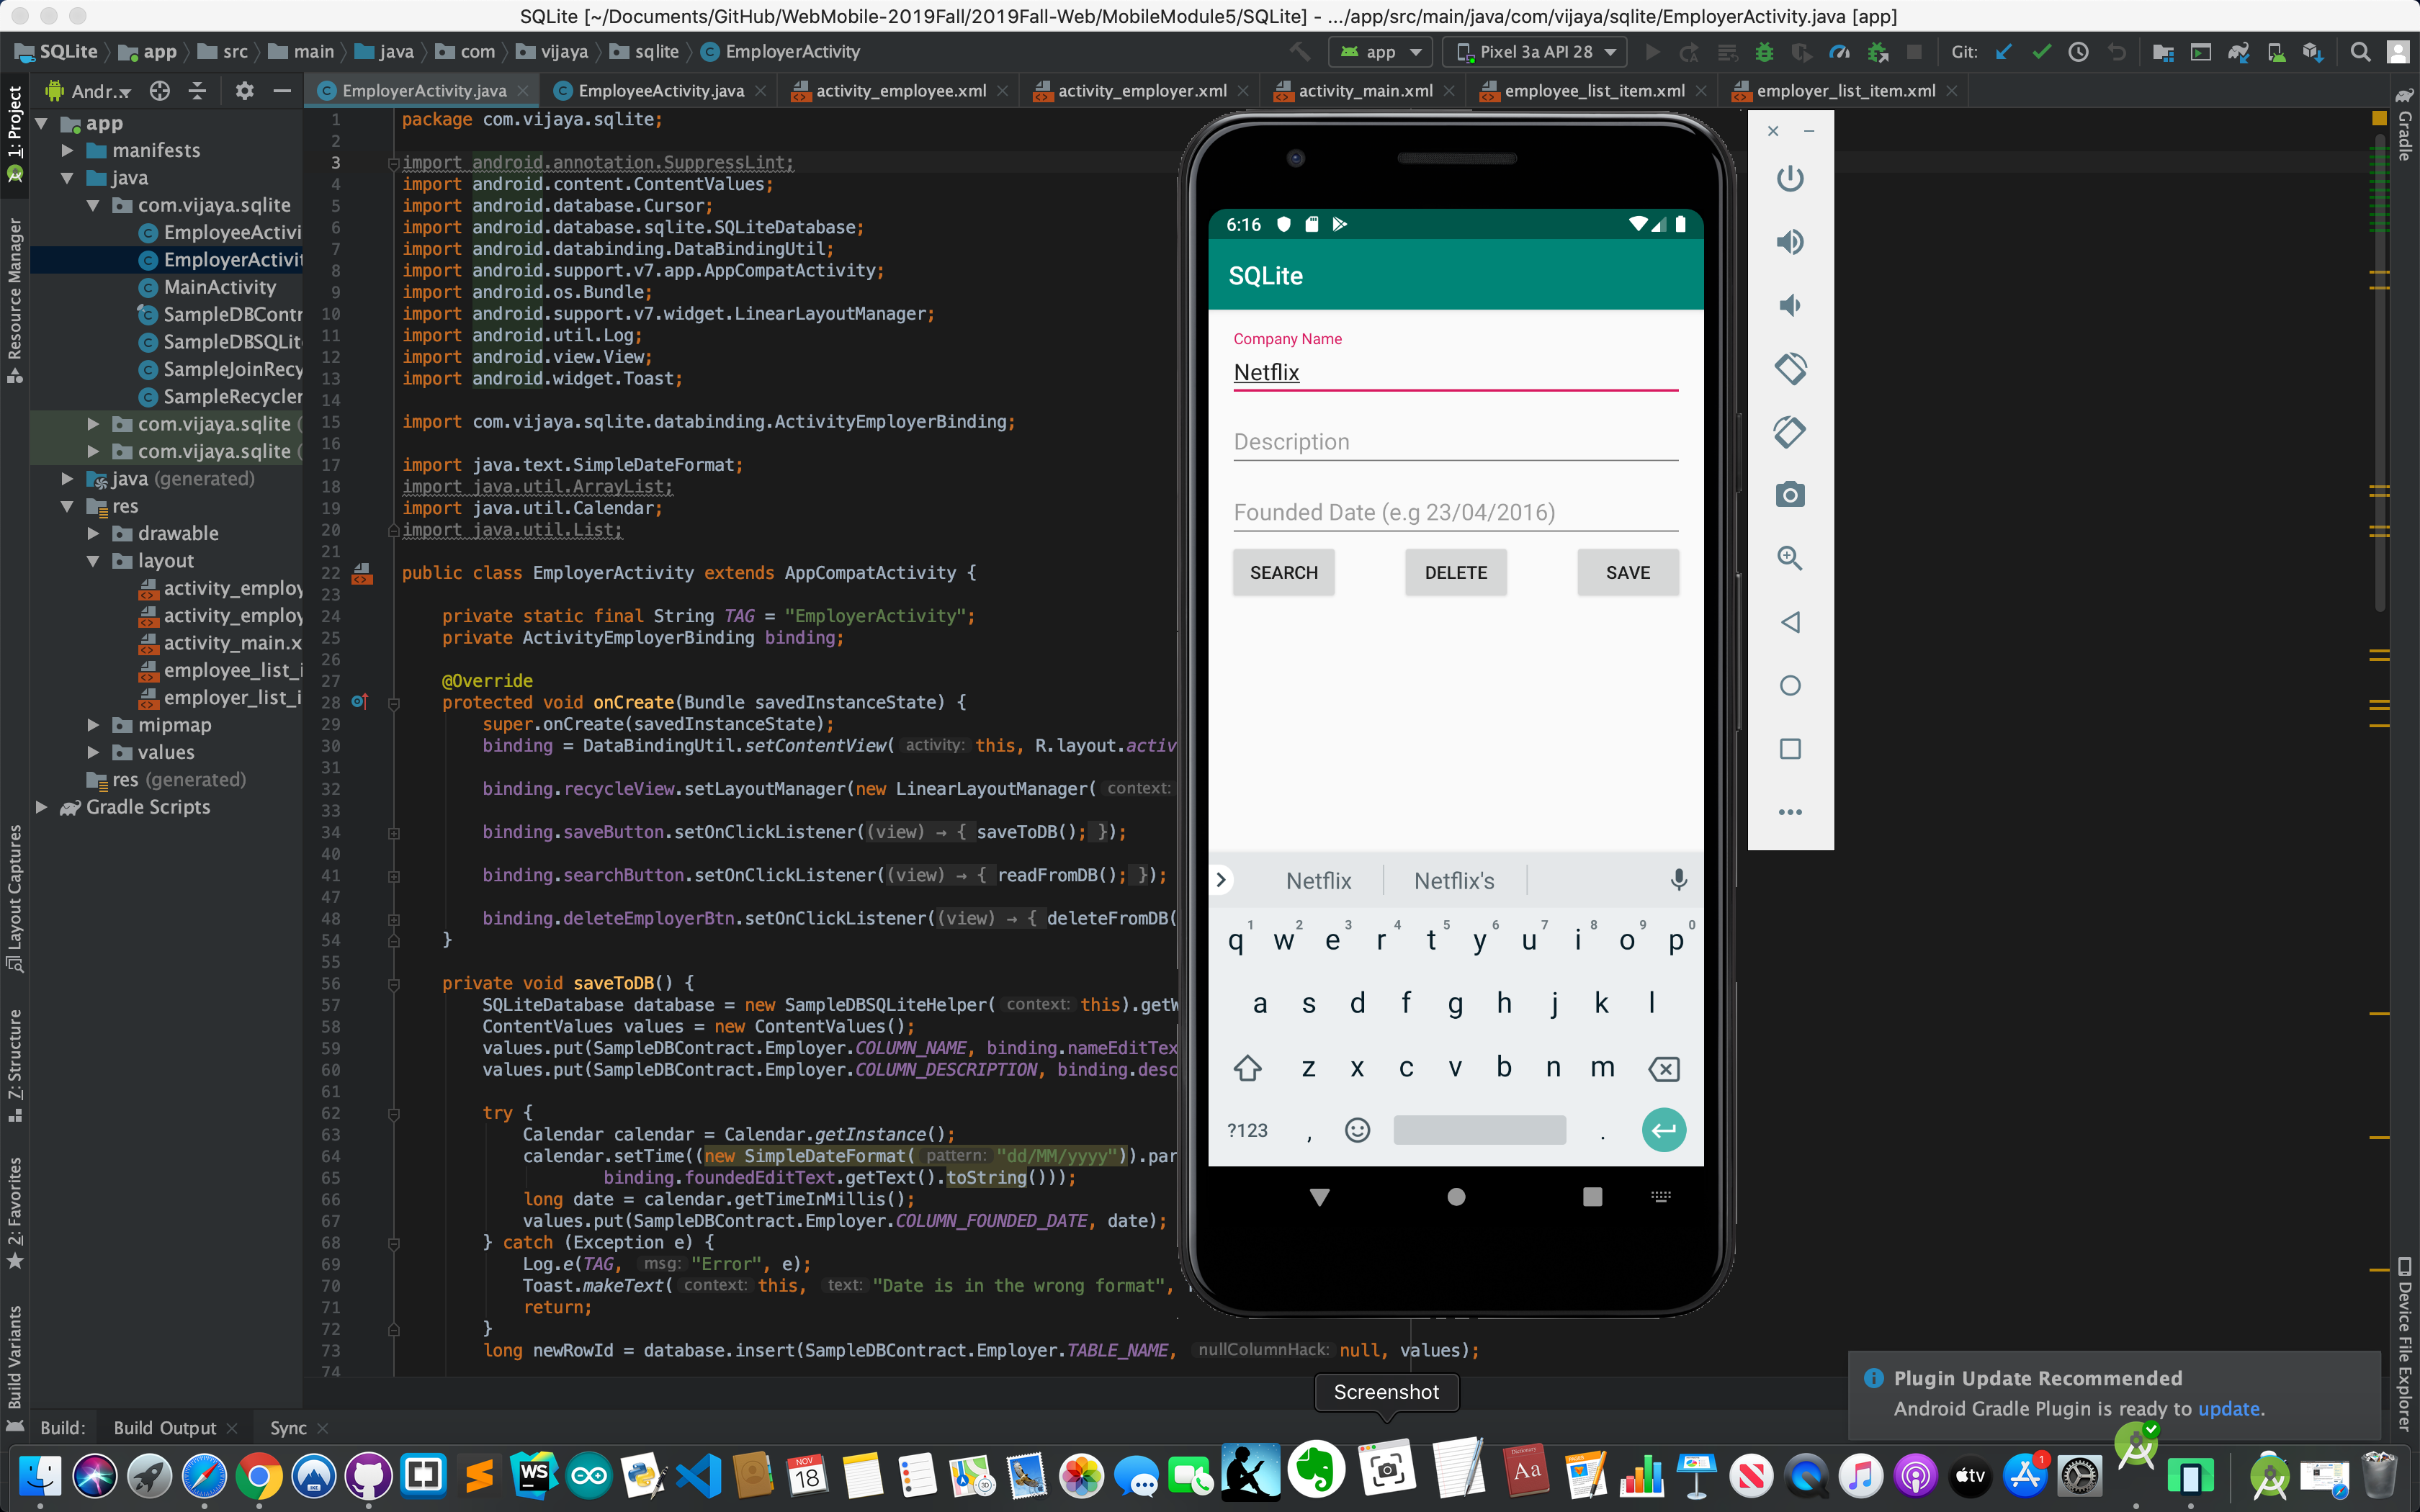 SQLite [~/Documents/GitHub/WebMobile-2019Fall/2019Fall-Web/MobileModule5/SQLite] - .../app/src/main/java/com/vijaya/sqlite/EmployerActivity.java [app]
SQLite app src main java com vijaya sqlite EmployerActivity
app Pixel 3a API 28 Git:
Andr..
EmployerActivity.java EmployeeActivity.java activity_employee.xml activity_employer.xml activity_main.xml employee_list_item.xml employer_list_item.xml
1: Project
Resource Manager
Layout Captures
7: Structure
2: Favorites
Build Variants
Gradle
Device File Explorer
app
manifests
java
com.vijaya.sqlite
EmployeeActivi
EmployerActivit
MainActivity
SampleDBContr
SampleDBSQLit
SampleJoinRecy
SampleRecycler
com.vijaya.sqlite (
com.vijaya.sqlite (
java (generated)
res
drawable
layout
activity_employ
activity_employ
activity_main.x
employee_list_i
employer_list_i
mipmap
values
res (generated)
Gradle Scripts
1 package com.vijaya.sqlite;
2
3 import android.annotation.SuppressLint;
4 import android.content.ContentValues;
5 import android.database.Cursor;
6 import android.database.sqlite.SQLiteDatabase;
7 import android.databinding.DataBindingUtil;
8 import android.support.v7.app.AppCompatActivity;
9 import android.os.Bundle;
10 import android.support.v7.widget.LinearLayoutManager;
11 import android.util.Log;
12 import android.view.View;
13 import android.widget.Toast;
14
15 import com.vijaya.sqlite.databinding.ActivityEmployerBinding;
16
17 import java.text.SimpleDateFormat;
18 import java.util.ArrayList;
19 import java.util.Calendar;
20 import java.util.List;
21
22 public class EmployerActivity extends AppCompatActivity {
23
24 private static final String TAG = "EmployerActivity";
25 private ActivityEmployerBinding binding;
26
27 @Override
28 protected void onCreate(Bundle savedInstanceState) {
29 super.onCreate(savedInstanceState);
30 binding = DataBindingUtil.setContentView( activity: this, R.layout.activ
31
32 binding.recycleView.setLayoutManager(new LinearLayoutManager( context:
33
34 binding.saveButton.setOnClickListener((view) → { saveToDB(); });
40
41 binding.searchButton.setOnClickListener((view) → { readFromDB(); });
47
48 binding.deleteEmployerBtn.setOnClickListener((view) → { deleteFromDB(
54 }
55
56 private void saveToDB() {
57 SQLiteDatabase database = new SampleDBSQLiteHelper( context: this).getW
58 ContentValues values = new ContentValues();
59 values.put(SampleDBContract.Employer.COLUMN_NAME, binding.nameEditTex
60 values.put(SampleDBContract.Employer.COLUMN_DESCRIPTION, binding.desc
61
62 try {
63 Calendar calendar = Calendar.getInstance();
64 calendar.setTime((new SimpleDateFormat( pattern: "dd/MM/yyyy")).par
65 binding.foundedEditText.getText().toString()));
66 long date = calendar.getTimeInMillis();
67 values.put(SampleDBContract.Employer.COLUMN_FOUNDED_DATE, date);
68 } catch (Exception e) {
69 Log.e(TAG, msg: "Error", e);
70 Toast.makeText( context: this, text: "Date is in the wrong format",
71 return;
72 }
73 long newRowId = database.insert(SampleDBContract.Employer.TABLE_NAME, nullColumnHack: null, values);
74
6:16
SQLite
Company Name
Netflix
Description
Founded Date (e.g 23/04/2016)
SEARCH DELETE SAVE
Netflix Netflix's
q 1 w 2 e 3 r 4 t 5 y 6 u 7 i 8 o 9 p 0
a s d f g h j k l
z x c v b n m
?123 , .
Screenshot
Plugin Update Recommended
Android Gradle Plugin is ready to update.
Build: Build Output Sync
WS
NOV
18
3D
Dictionary
Aa
PAGES
tv
1